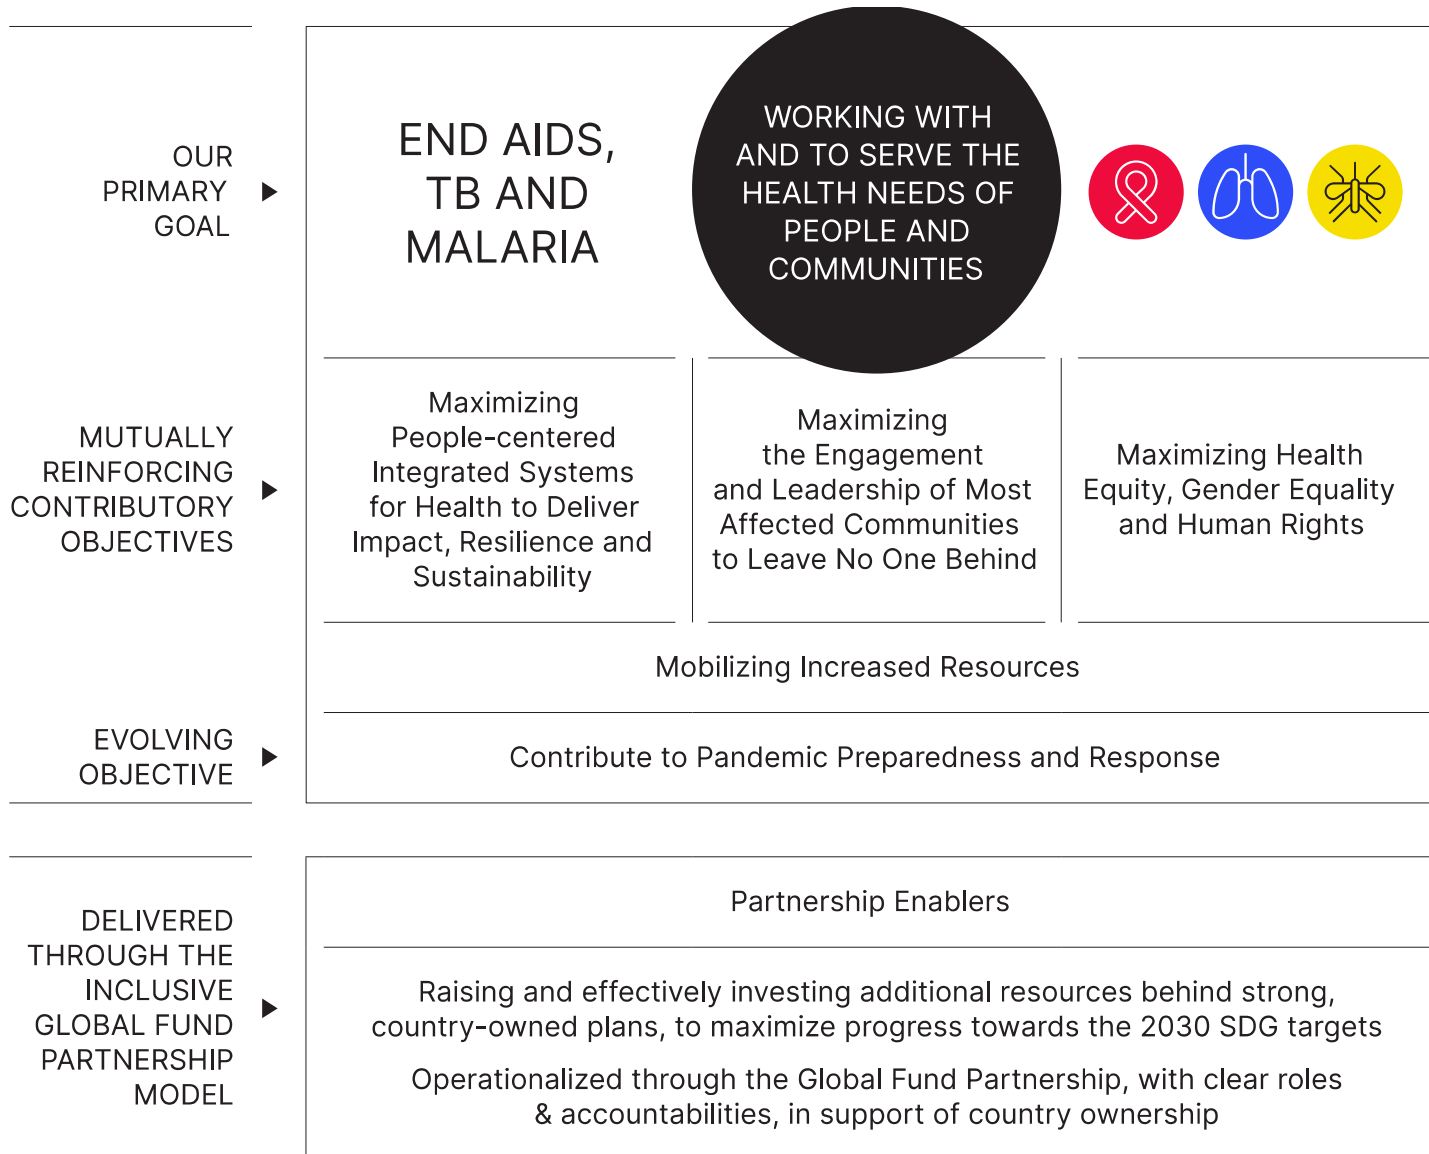 OUR
PRIMARY
GOAL
END AIDS,
TB AND
MALARIA
WORKING WITH
AND TO SERVE THE
HEALTH NEEDS OF
PEOPLE AND
COMMUNITIES
MUTUALLY
REINFORCING
CONTRIBUTORY
OBJECTIVES
Maximizing
People-centered
Integrated Systems
for Health to Deliver
Impact, Resilience and
Sustainability
Maximizing
the Engagement
and Leadership of Most
Affected Communities
to Leave No One Behind
Maximizing Health
Equity, Gender Equality
and Human Rights
Mobilizing Increased Resources
EVOLVING
OBJECTIVE
Contribute to Pandemic Preparedness and Response
DELIVERED
THROUGH THE
INCLUSIVE
GLOBAL FUND
PARTNERSHIP
MODEL
Partnership Enablers
Raising and effectively investing additional resources behind strong,
country-owned plans, to maximize progress towards the 2030 SDG targets
Operationalized through the Global Fund Partnership, with clear roles
& accountabilities, in support of country ownership